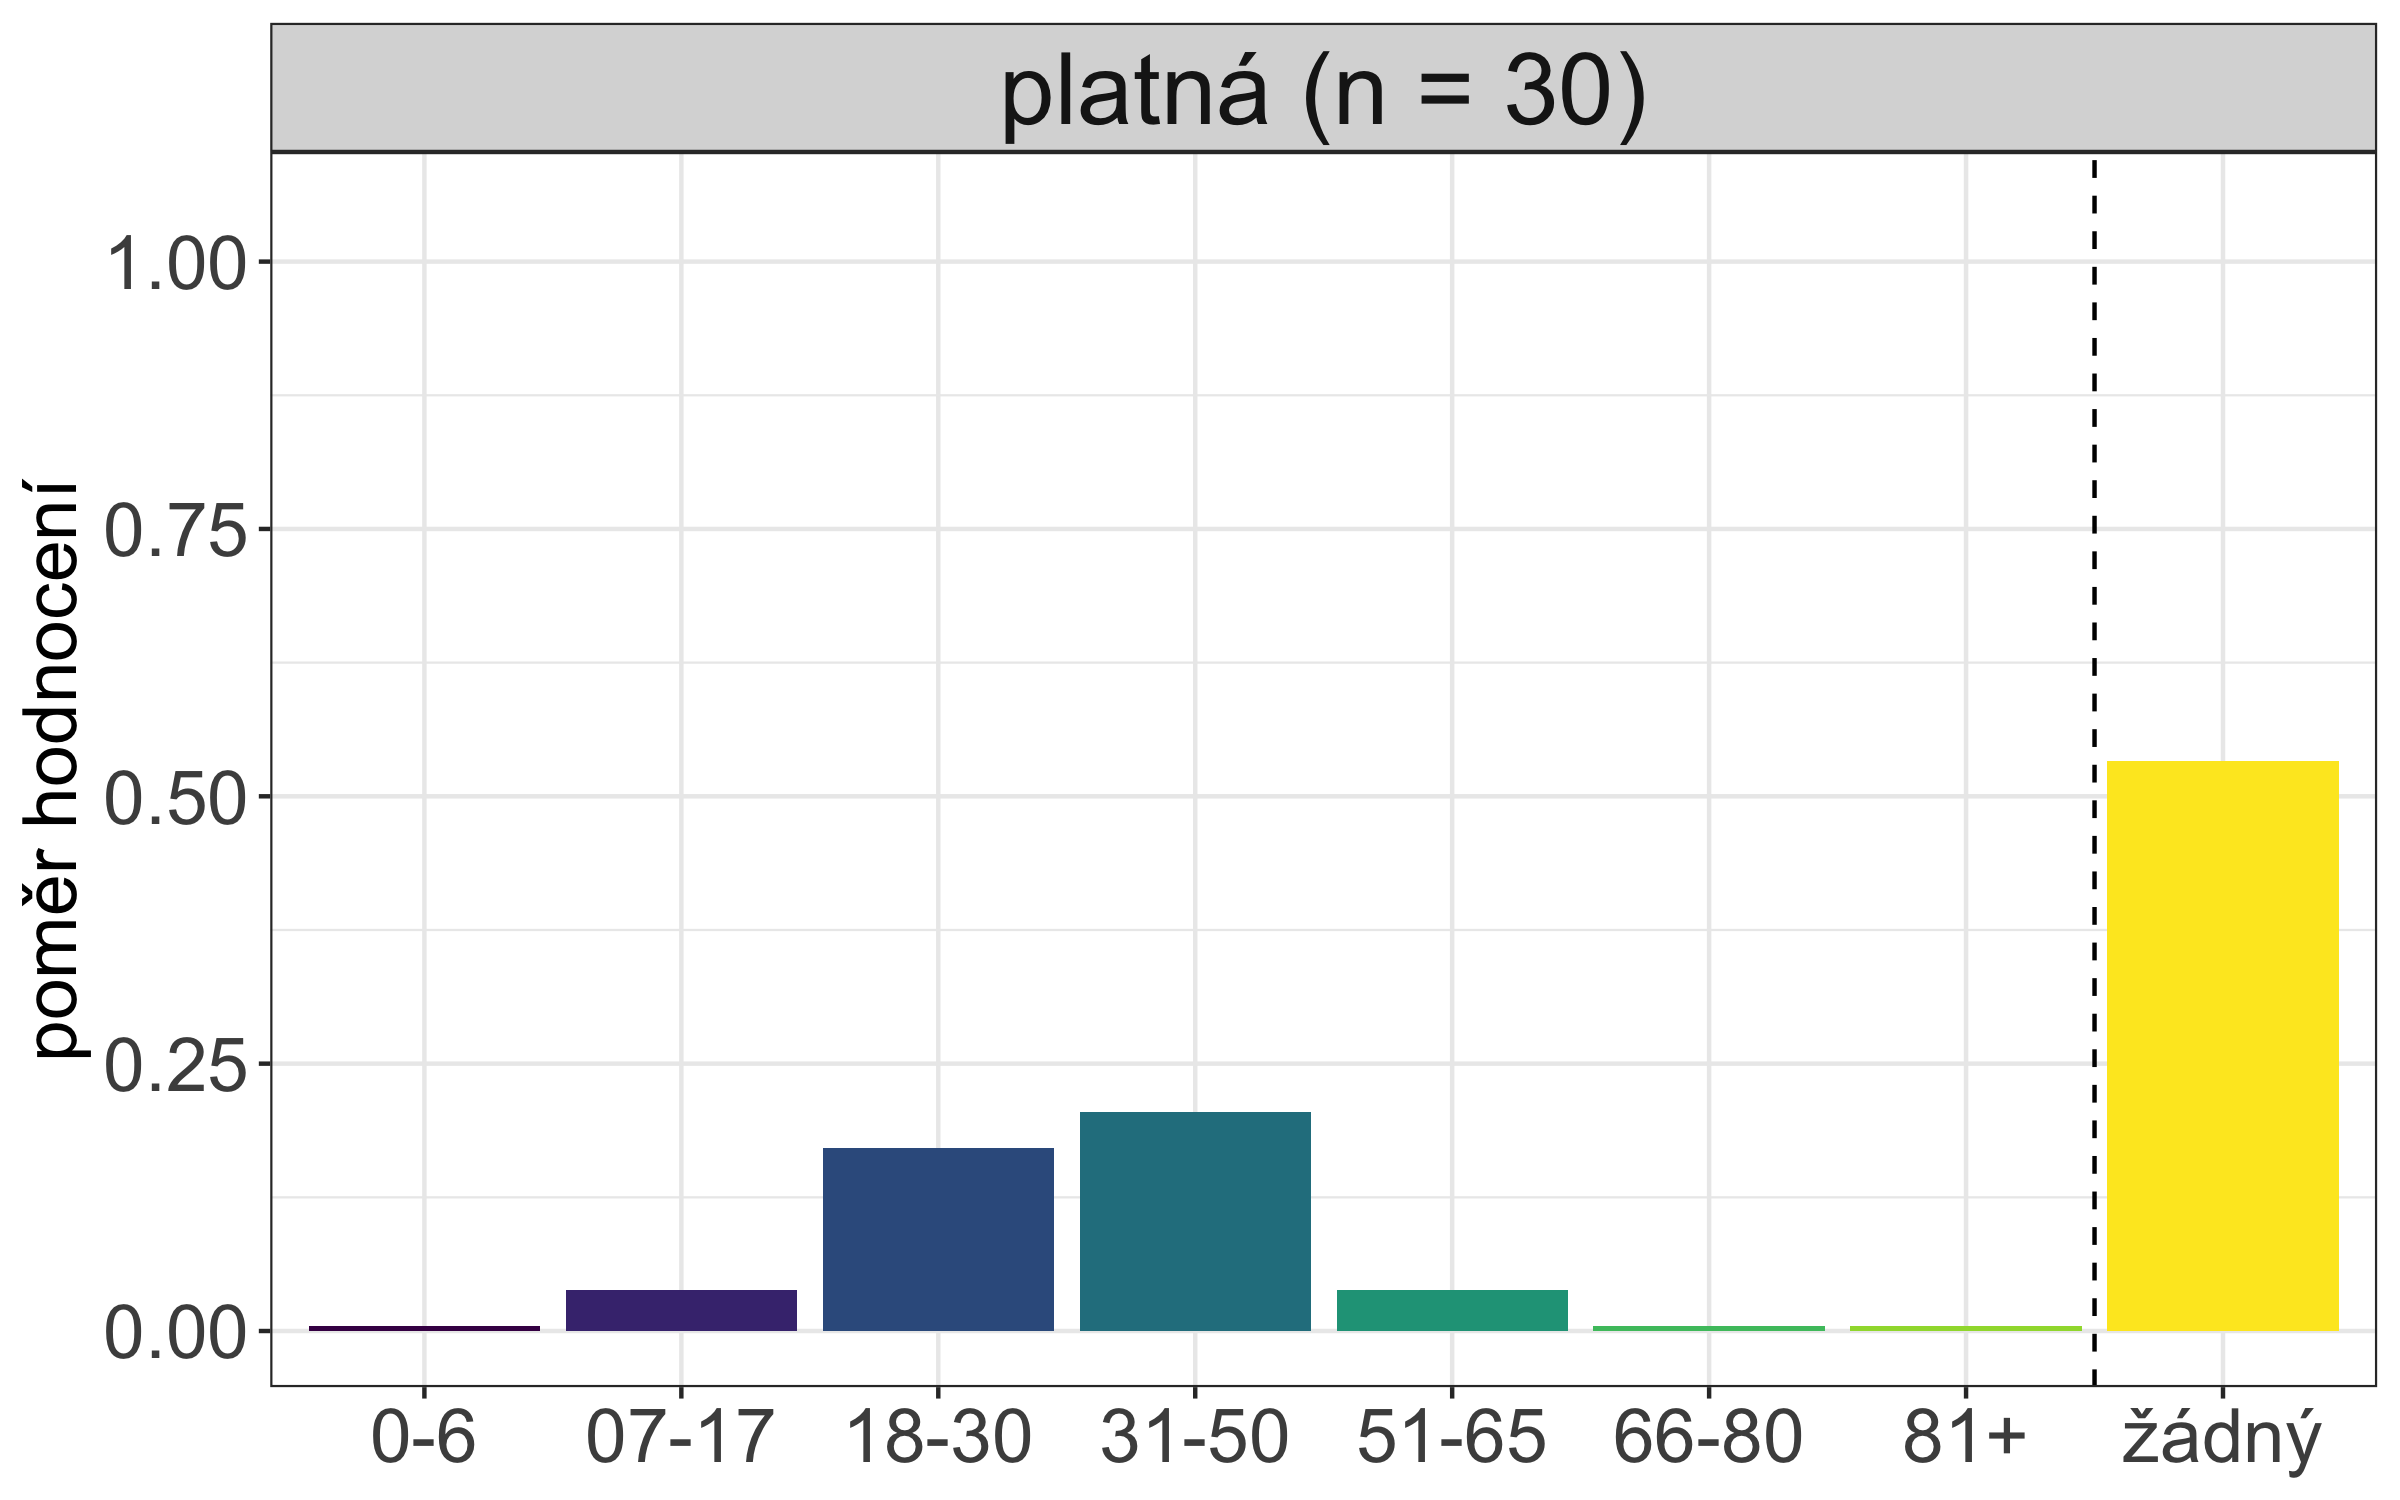 platná (n = 30)
poměr hodnocení
1.00
0.75
0.50
0.25
0.00
0-6 07-17 18-30 31-50 51-65 66-80 81+ žádný